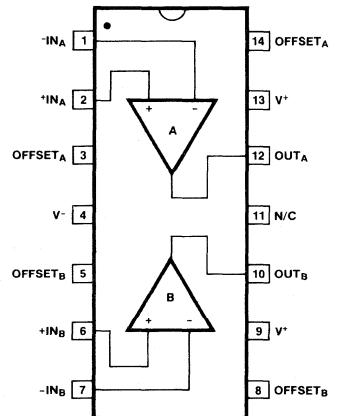 -INA 1 14 OFFSETA
+INA 2 13 V+
+ -
A
OFFSETA 3 12 OUTA
V- 4 11 N/C
OFFSETB 5 10 OUTB
B
+ -
+INB 6 9 V+
-INB 7 8 OFFSETB